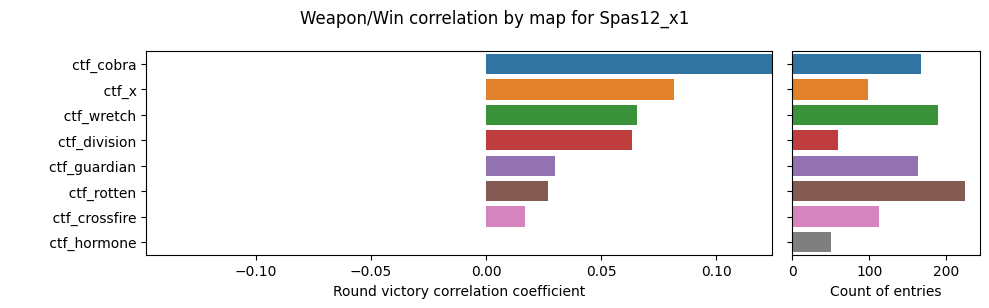 Weapon/Win correlation by map for Spas12_x1
ctf_cobra
ctf_x
ctf_wretch
ctf_division
ctf_guardian
ctf_rotten
ctf_crossfire
ctf_hormone
−0.10 −0.05 0.00 0.05 0.10
Round victory correlation coefficient
0 100 200
Count of entries